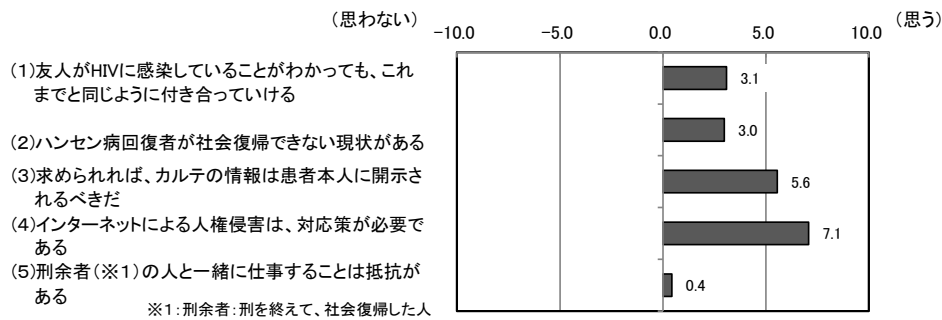 （思わない） （思う）
-10.0 -5.0 0.0 5.0 10.0
(1)友人がHIVに感染していることがわかっても、これ
までと同じように付き合っていける
3.1
(2)ハンセン病回復者が社会復帰できない現状がある
3.0
(3)求められれば、カルテの情報は患者本人に開示さ
れるべきだ
5.6
(4)インターネットによる人権侵害は、対応策が必要で
ある
7.1
(5)刑余者(※1)の人と一緒に仕事することは抵抗が
ある
0.4
※1:刑余者:刑を終えて、社会復帰した人